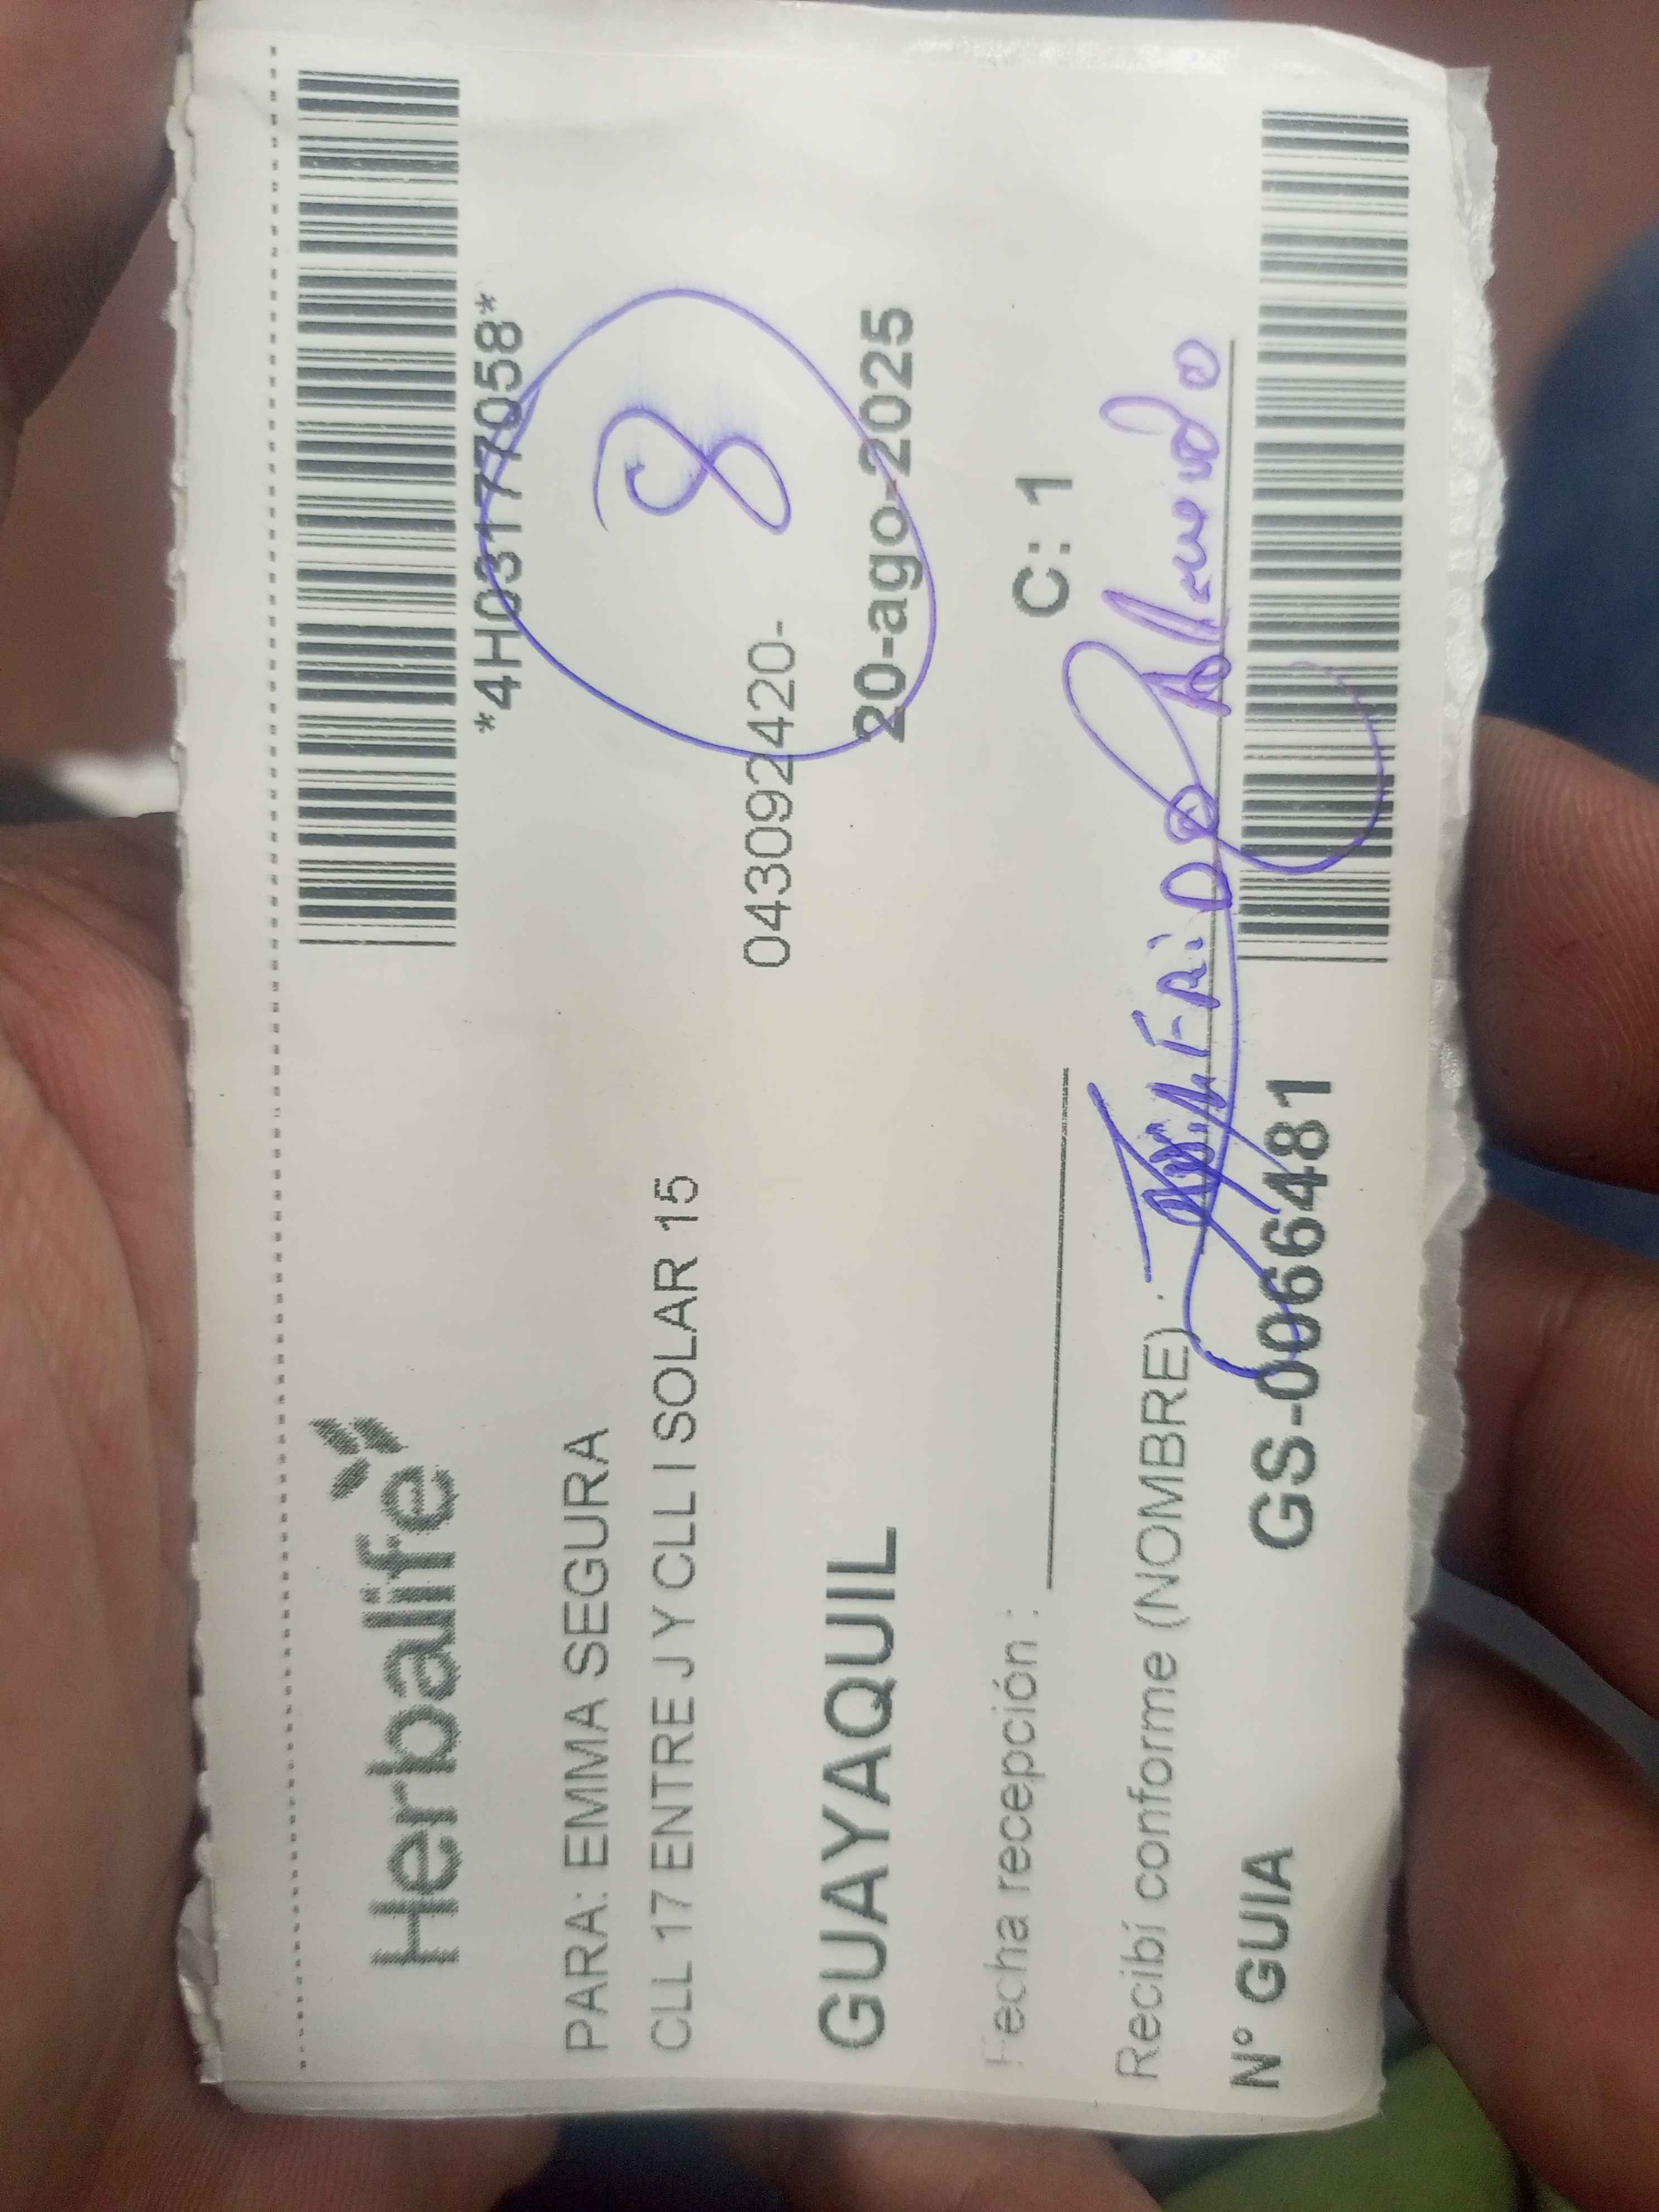 Herbalife
*4H03177058*
PARA: EMMA SEGURA
8
CLL 17 ENTRE J Y CLL I SOLAR 15
043092420-
GUAYAQUIL
20-ago-2025
Fecha recepción :
C: 1
Recibí conforme (NOMBRE) :
N° GUIA
GS-0066481